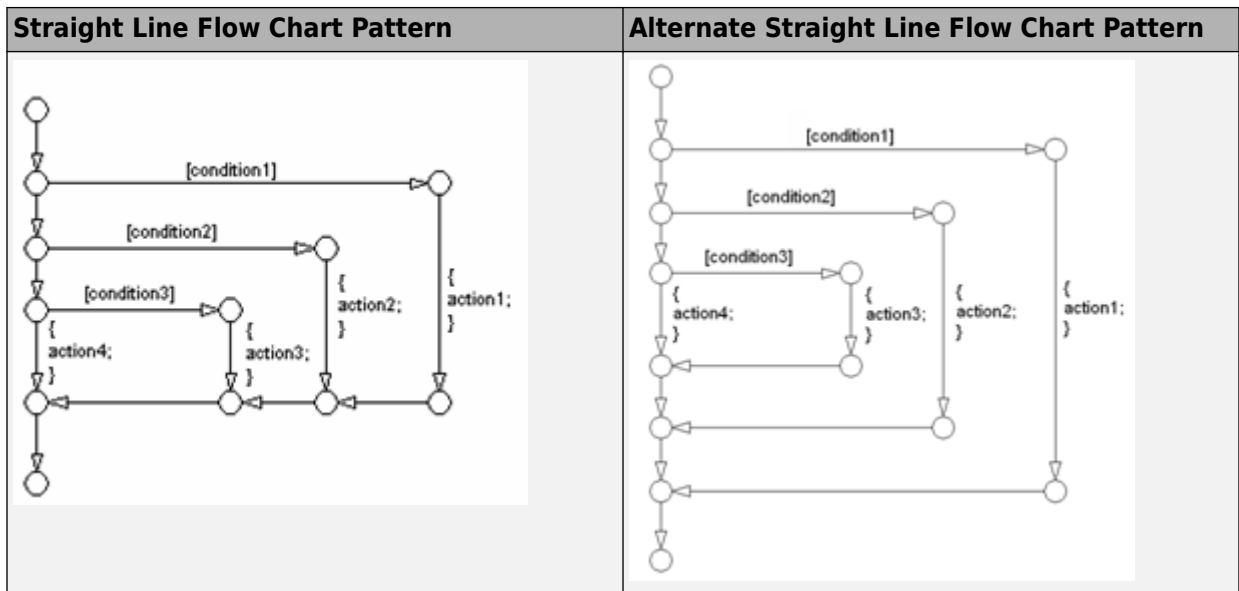 Straight Line Flow Chart Pattern
Alternate Straight Line Flow Chart Pattern
[condition1]
[condition2]
[condition3]
{
action4;
}
{
action3;
}
{
action2;
}
{
action1;
}
[condition1]
[condition2]
[condition3]
{
action4;
}
{
action3;
}
{
action2;
}
{
action1;
}